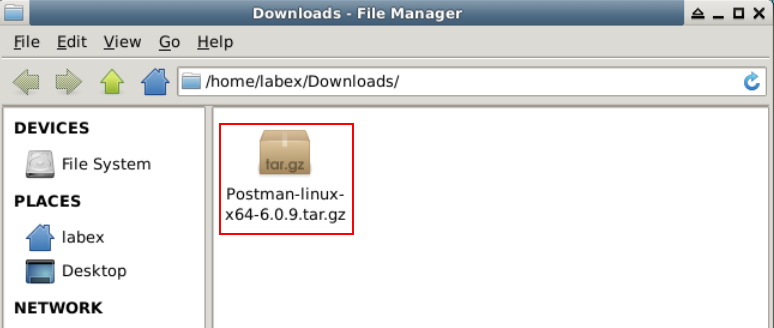 Downloads - File Manager
File Edit View Go Help
/home/labex/Downloads/
DEVICES
File System
PLACES
labex
Desktop
NETWORK
tar.gz
Postman-linux-
x64-6.0.9.tar.gz